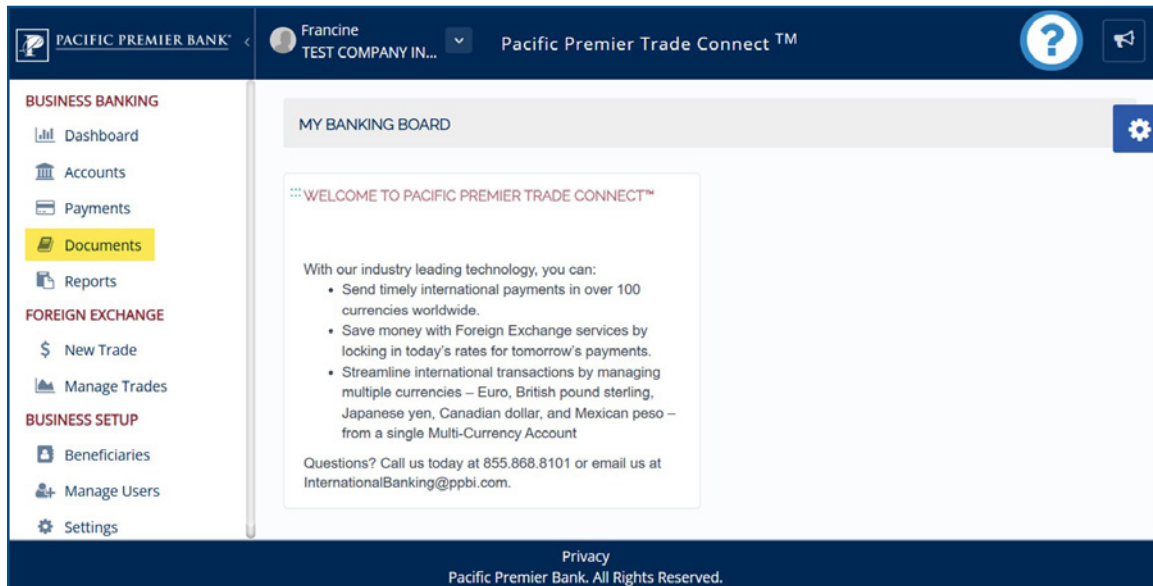 PACIFIC PREMIER BANK
Francine
TEST COMPANY IN...
Pacific Premier Trade Connect TM
?
BUSINESS BANKING
Dashboard
Accounts
Payments
Documents
Reports
FOREIGN EXCHANGE
$ New Trade
Manage Trades
BUSINESS SETUP
Beneficiaries
Manage Users
Settings
MY BANKING BOARD
WELCOME TO PACIFIC PREMIER TRADE CONNECT™
With our industry leading technology, you can:
• Send timely international payments in over 100
currencies worldwide.
• Save money with Foreign Exchange services by
locking in today's rates for tomorrow's payments.
• Streamline international transactions by managing
multiple currencies – Euro, British pound sterling,
Japanese yen, Canadian dollar, and Mexican peso –
from a single Multi-Currency Account
Questions? Call us today at 855.868.8101 or email us at
InternationalBanking@ppbi.com.
Privacy
Pacific Premier Bank. All Rights Reserved.